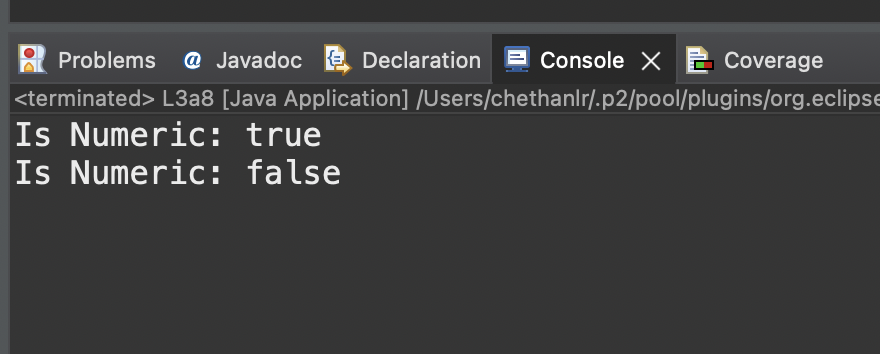 Problems @ Javadoc Declaration Console Coverage
<terminated> L3a8 [Java Application] /Users/chethanlr/.p2/pool/plugins/org.eclipse
Is Numeric: true
Is Numeric: false